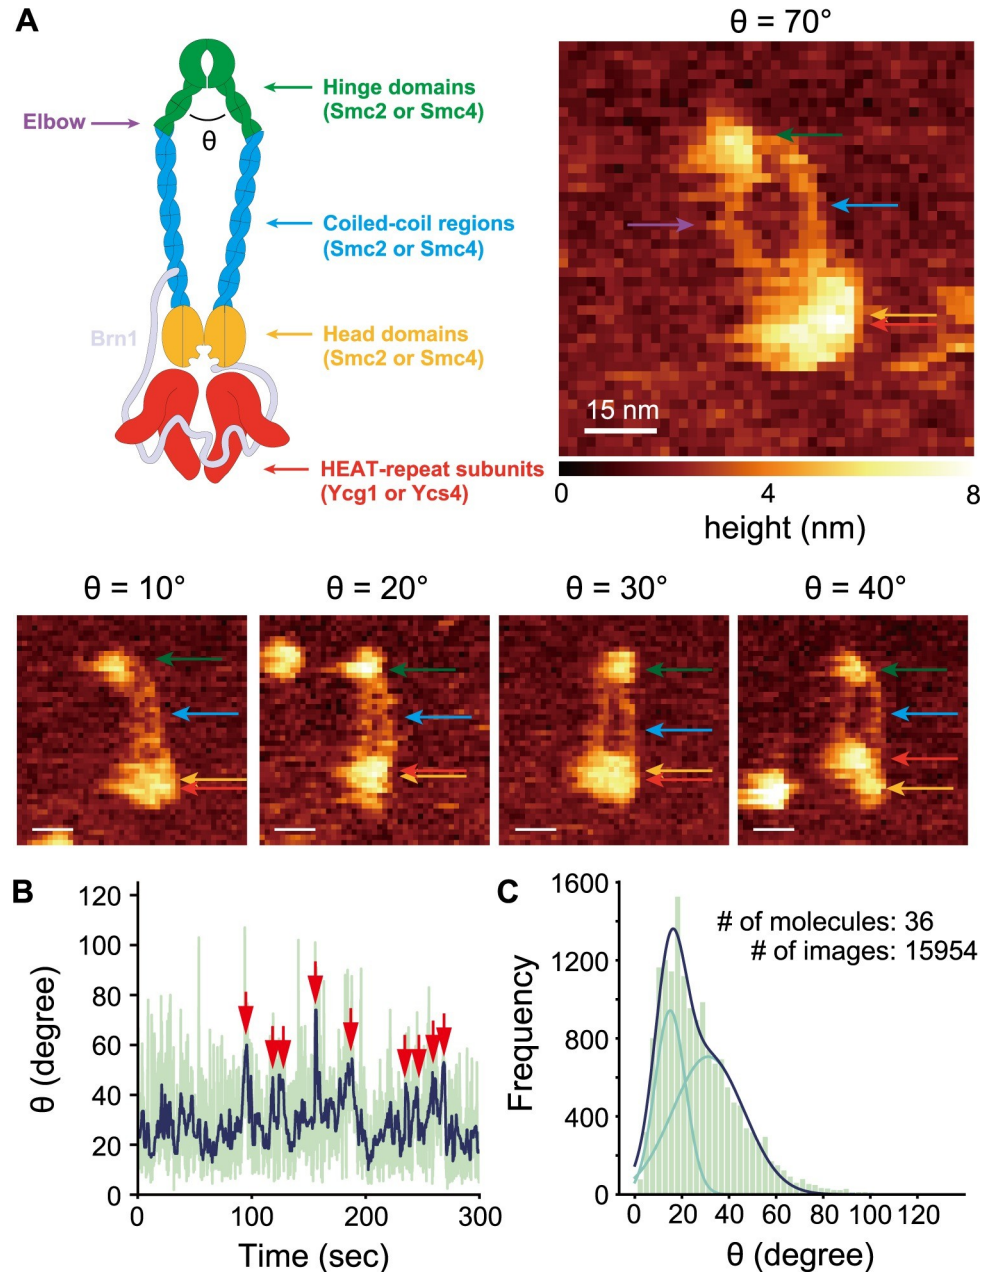 A
θ = 70°
Hinge domains
(Smc2 or Smc4)
Elbow
θ
Coiled-coil regions
(Smc2 or Smc4)
Brn1
Head domains
(Smc2 or Smc4)
HEAT-repeat subunits
(Ycg1 or Ycs4)
15 nm
0 4 8
height (nm)
θ = 10° θ = 20° θ = 30° θ = 40°
B
120
100
80
60
40
20
0
θ (degree)
0 100 200 300
Time (sec)
C
1600
1200
800
400
0
Frequency
# of molecules: 36
# of images: 15954
0 20 40 60 80 100 120
θ (degree)